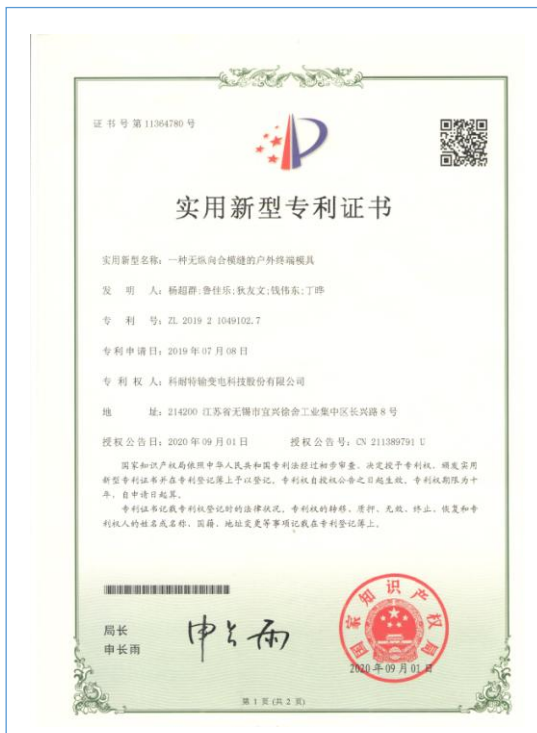 证书号第11364780号
实用新型专利证书
实用新型名称：一种无纵向合模缝的户外终端模具
发 明 人：杨超群;鲁佳乐;狄友文;钱伟东;丁晔
专 利 号：ZL 2019 2 1049102.7
专利申请日：2019年07月08日
专 利 权 人：科耐特输变电科技股份有限公司
地 址：214200 江苏省无锡市宜兴徐舍工业集中区长兴路8号
授权公告日：2020年09月01日 授权公告号：CN 211389791 U
国家知识产权局依照中华人民共和国专利法经过初步审查，决定授予专利权，颁发实用
新型专利证书并在专利登记簿上予以登记。专利权自授权公告之日起生效。专利权期限为十
年，自申请日起算。
专利证书记载专利权登记时的法律状况。专利权的转移、质押、无效、终止、恢复和专
利权人的姓名或名称、国籍、地址变更等事项记载在专利登记簿上。
局长
申长雨
申长雨
国家知识产权局
2020年09月01日
第 1 页 (共 2 页)